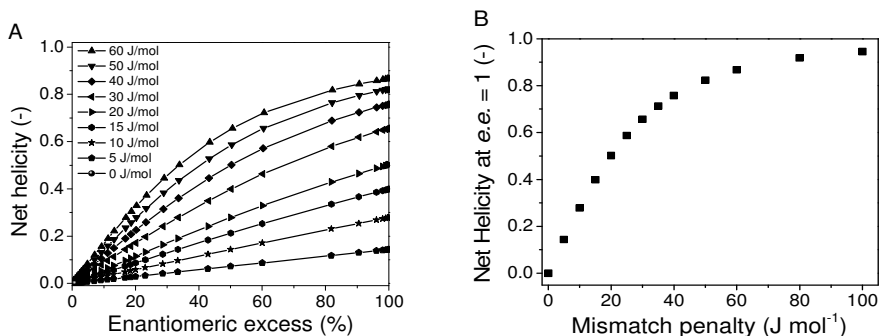 A
Net helicity (-)
1.0
0.8
0.6
0.4
0.2
0.0
60 J/mol
50 J/mol
40 J/mol
30 J/mol
20 J/mol
15 J/mol
10 J/mol
5 J/mol
0 J/mol
0 20 40 60 80 100
Enantiomeric excess (%)
B
Net Helicity at e.e. = 1 (-)
1.0
0.8
0.6
0.4
0.2
0.0
0 20 40 60 80 100
Mismatch penalty (J mol⁻¹)